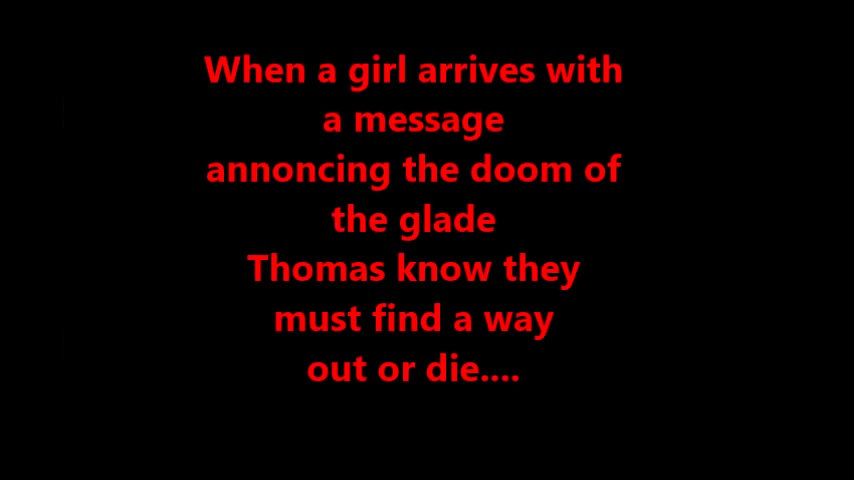 When a girl arrives with
a message
annoncing the doom of
the glade
Thomas know they
must find a way
out or die....